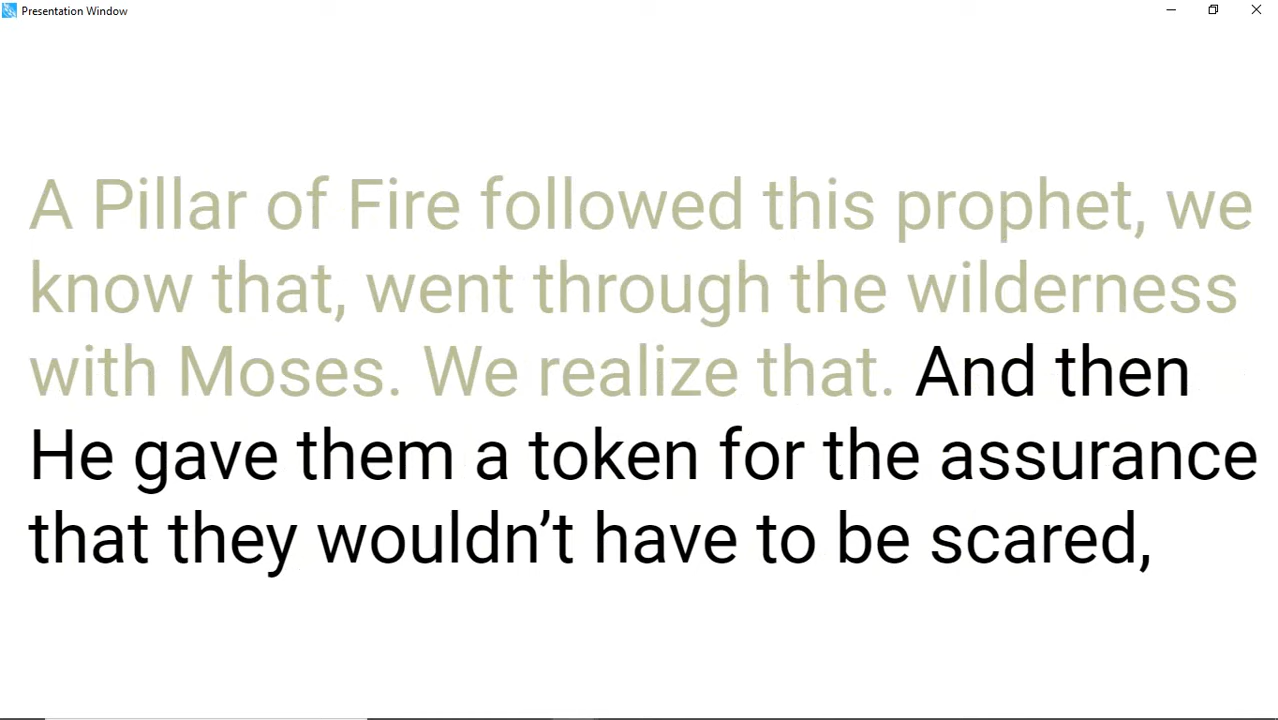 Presentation Window
A Pillar of Fire followed this prophet, we
know that, went through the wilderness
with Moses. We realize that. And then
He gave them a token for the assurance
that they wouldn’t have to be scared,